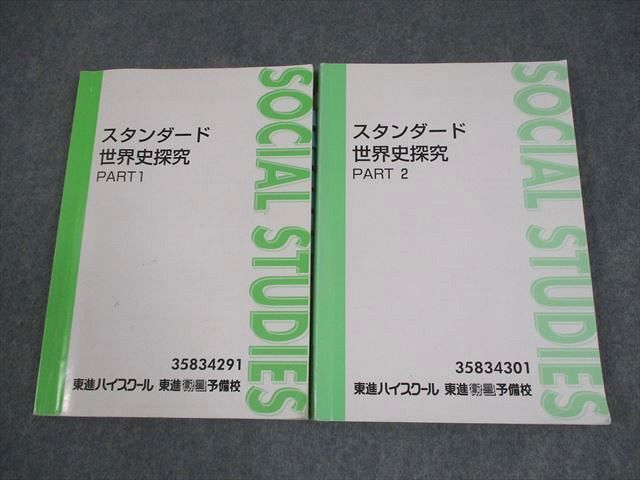 スタンダード
世界史探究
PART1
SOCIAL STUDIES
35834291
東進ハイスクール 東進衛星予備校
スタンダード
世界史探究
PART 2
SOCIAL STUDIES
35834301
東進ハイスクール 東進衛星予備校